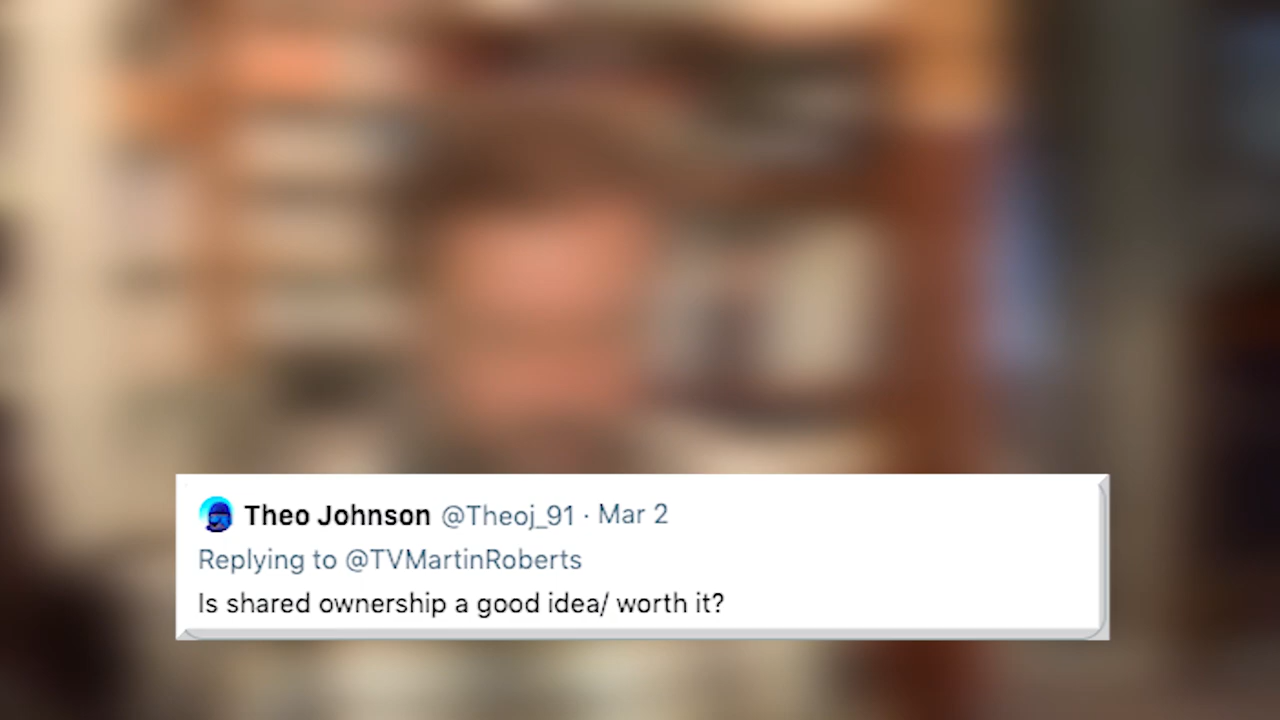 Theo Johnson @Theoj_91 · Mar 2
Replying to @TVMartinRoberts
Is shared ownership a good idea/ worth it?